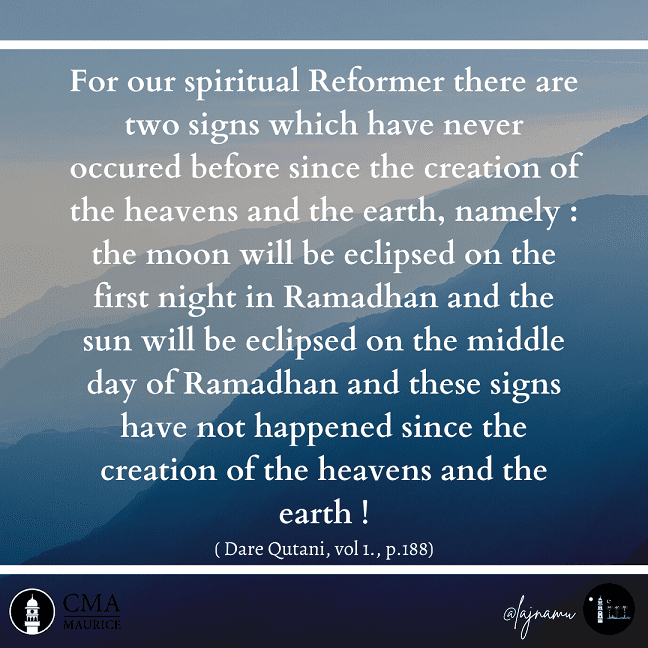 For our spiritual Reformer there are
two signs which have never
occured before since the creation of
the heavens and the earth, namely :
the moon will be eclipsed on the
first night in Ramadhan and the
sun will be eclipsed on the middle
day of Ramadhan and these signs
have not happened since the
creation of the heavens and the
earth !
( Dare Qutani, vol 1., p.188)
CMA
MAURICE
@lajnamu